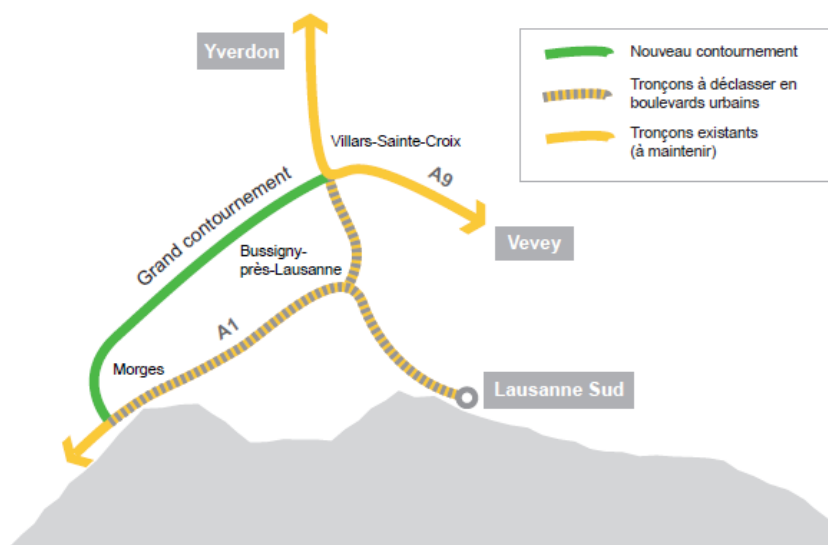 Yverdon
Nouveau contournement
Tronçons à déclasser en
boulevards urbains
Tronçons existants
(à maintenir)
Villars-Sainte-Croix
A9
Grand contournement
Vevey
Bussigny-
près-Lausanne
A1
Morges
Lausanne Sud